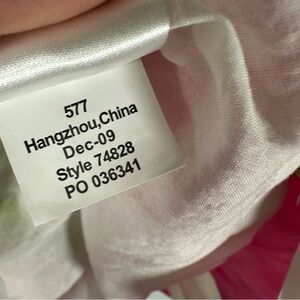 577
Hangzhou,China
Dec-09
Style 74828
PO 036341